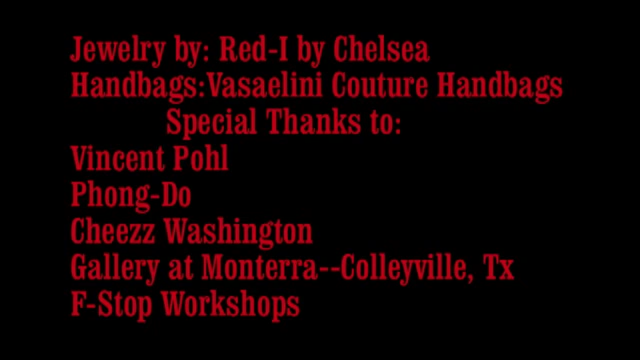 Jewelry by: Red-I by Chelsea
Handbags:Vasaelini Couture Handbags
Special Thanks to:
Vincent Pohl
Phong-Do
Cheezz Washington
Gallery at Monterra--Colleyville, Tx
F-Stop Workshops